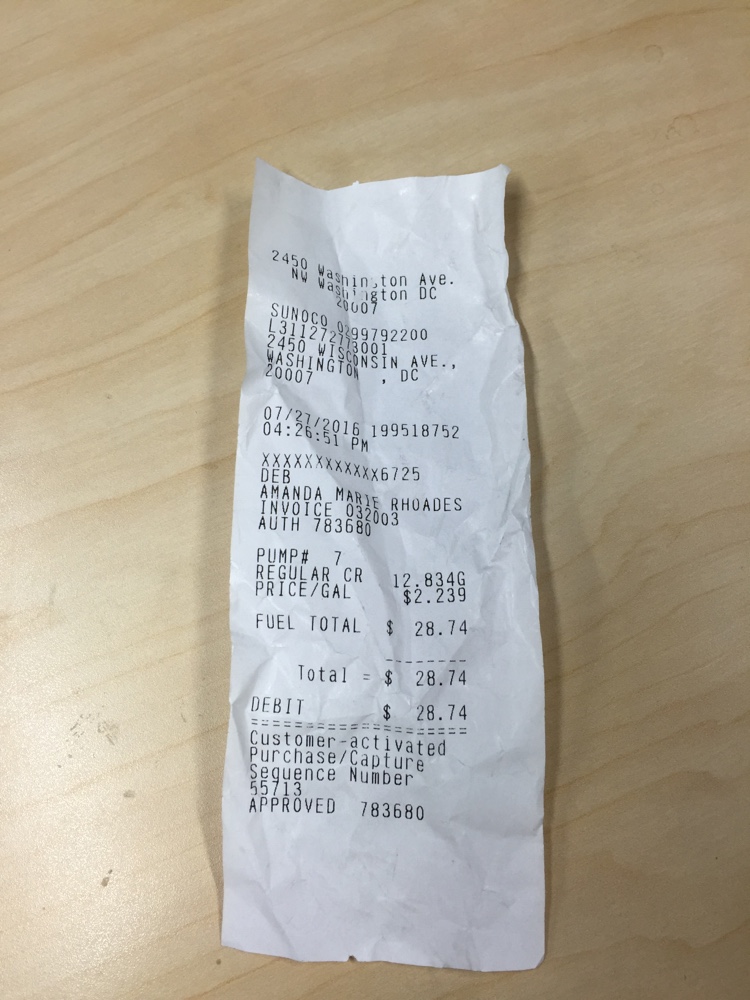 2450 Washington Ave.
NW Washington DC
20007
SUNOCO 0299792200
L311272773001
2450 WISCONSIN AVE.,
WASHINGTON , DC
20007
07/27/2016 199518752
04:26:51 PM
XXXXXXXXXXXX6725
DEB
AMANDA MARIE RHOADES
INVOICE 032003
AUTH 783680
PUMP# 7
REGULAR CR 12.834G
PRICE/GAL $2.239
FUEL TOTAL $ 28.74
--------
Total = $ 28.74
DEBIT $ 28.74
======================
Customer-activated
Purchase/Capture
Sequence Number
55713
APPROVED 783680